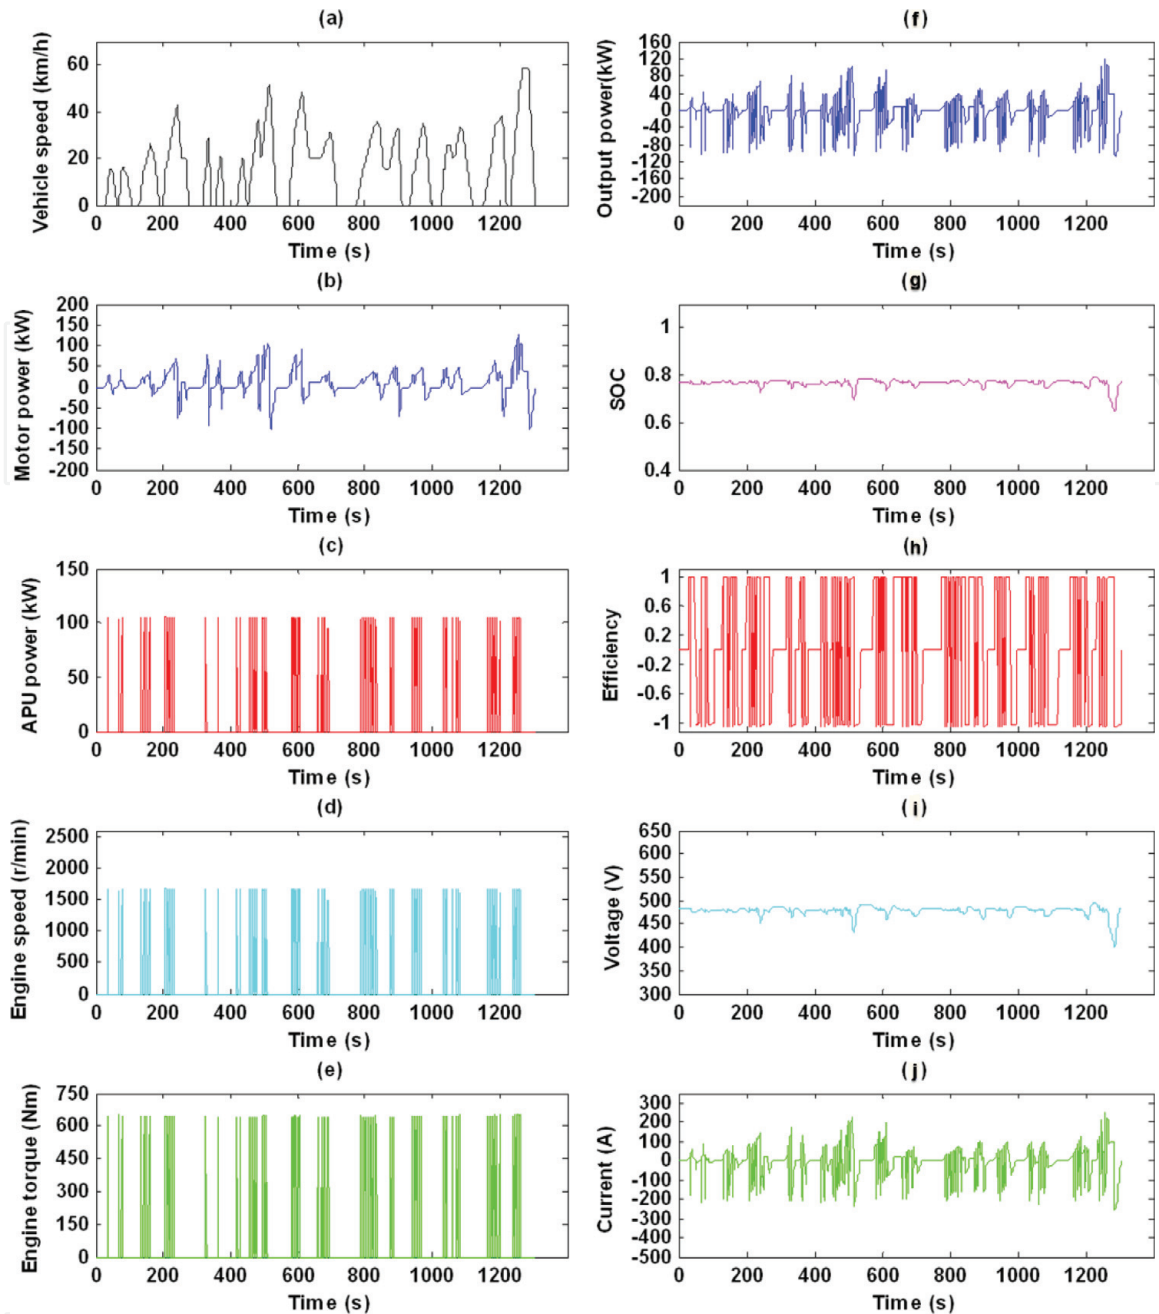 (a)
Vehicle speed (km/h)
60
40
20
0
0 200 400 600 800 1000 1200
Time (s)
(b)
Motor power (kW)
200
150
100
50
0
-50
-100
-150
-200
0 200 400 600 800 1000 1200
Time (s)
(c)
APU power (kW)
150
100
50
0
0 200 400 600 800 1000 1200
Time (s)
(d)
Engine speed (r/min)
2500
2000
1500
1000
500
0
0 200 400 600 800 1000 1200
Time (s)
(e)
Engine torque (Nm)
750
600
450
300
150
0
0 200 400 600 800 1000 1200
Time (s)
(f)
Output power(kW)
160
120
80
40
0
-40
-80
-120
-160
-200
0 200 400 600 800 1000 1200
Time (s)
(g)
SOC
1
0.8
0.6
0.4
0 200 400 600 800 1000 1200
Time (s)
(h)
Efficiency
1
0.6
0.2
-0.2
-0.6
-1
0 200 400 600 800 1000 1200
Time (s)
(i)
Voltage (V)
650
600
550
500
450
400
350
300
0 200 400 600 800 1000 1200
Time (s)
(j)
Current (A)
300
200
100
0
-100
-200
-300
-400
-500
0 200 400 600 800 1000 1200
Time (s)